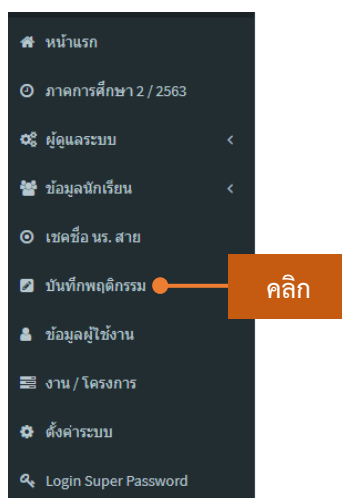 หน้าแรก
ภาคการศึกษา 2 / 2563
ผู้ดูแลระบบ
ข้อมูลนักเรียน
เชคชื่อ นร. สาย
บันทึกพฤติกรรม
คลิก
ข้อมูลผู้ใช้งาน
งาน / โครงการ
ตั้งค่าระบบ
Login Super Password